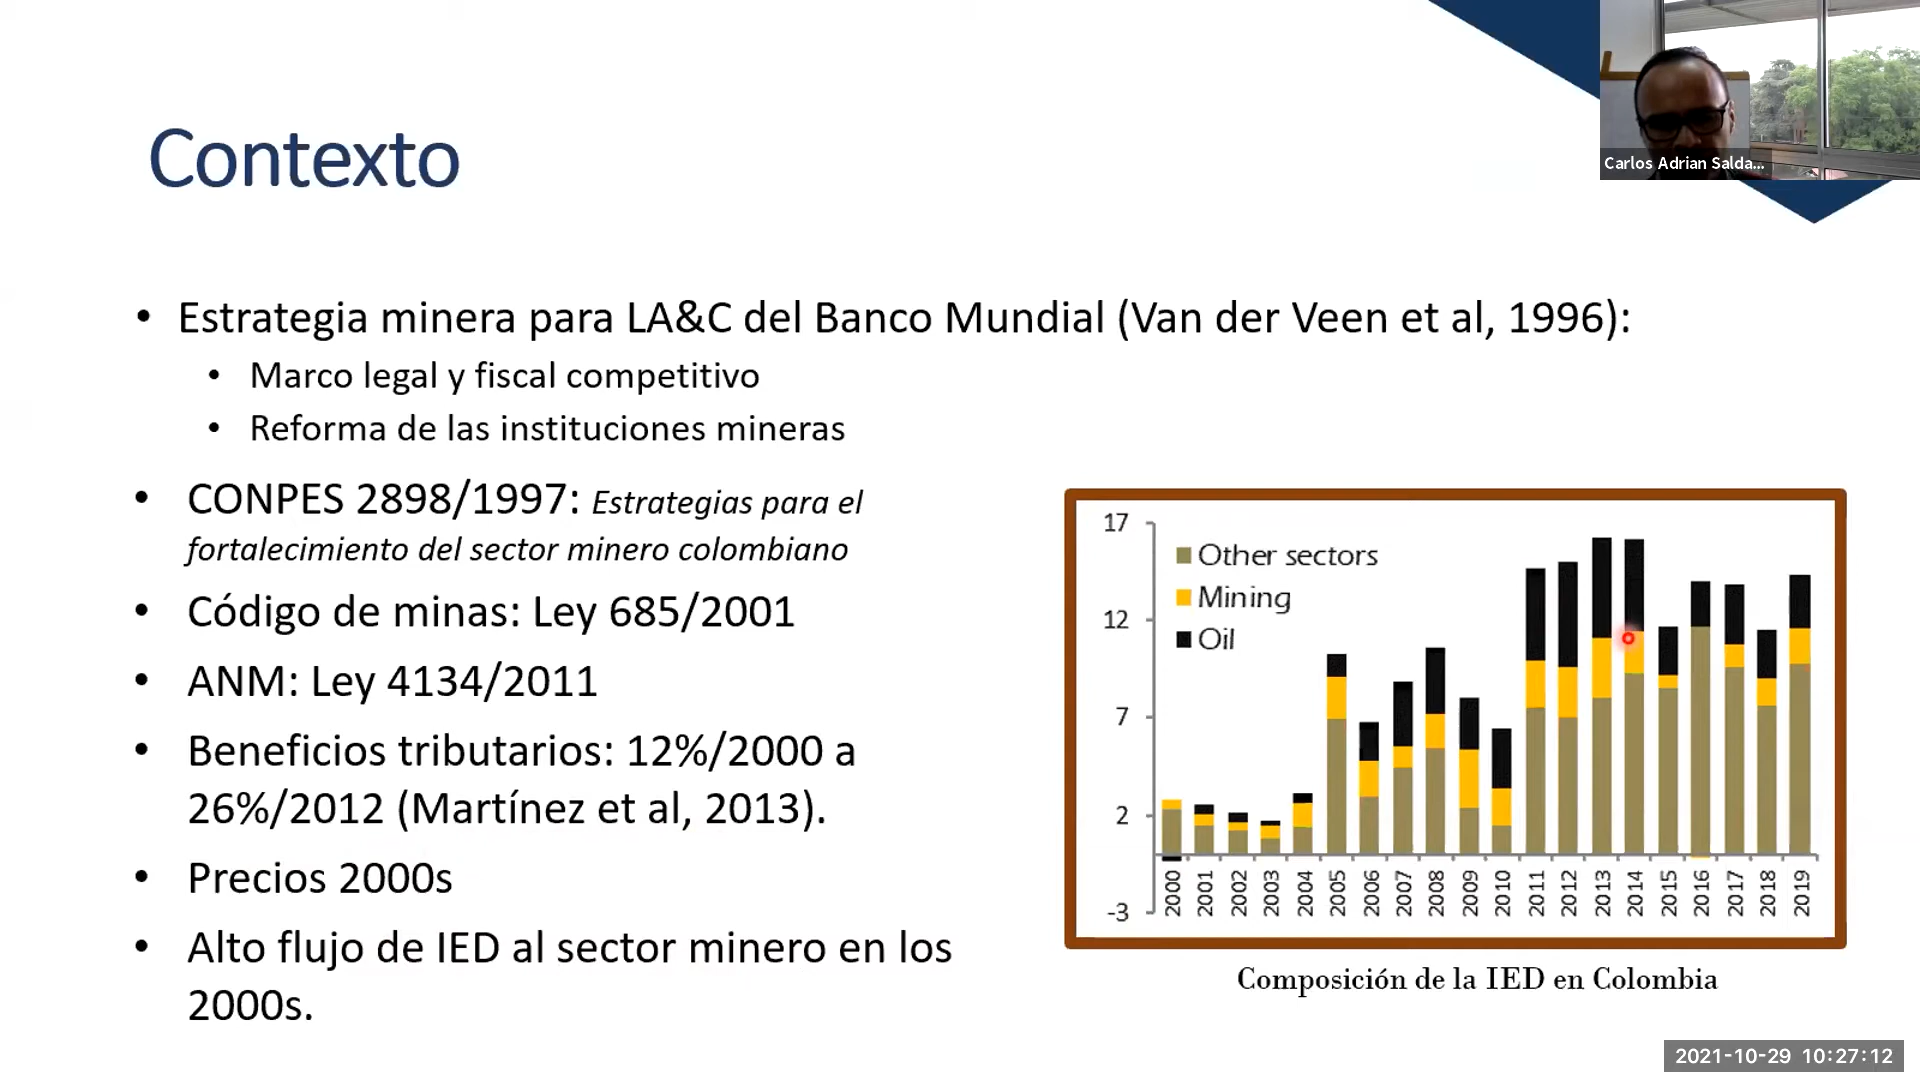 Carlos Adrian Salda...
Contexto
• Estrategia minera para LA&C del Banco Mundial (Van der Veen et al, 1996):
• Marco legal y fiscal competitivo
• Reforma de las instituciones mineras
• CONPES 2898/1997: Estrategias para el
fortalecimiento del sector minero colombiano
• Código de minas: Ley 685/2001
• ANM: Ley 4134/2011
• Beneficios tributarios: 12%/2000 a
26%/2012 (Martínez et al, 2013).
• Precios 2000s
• Alto flujo de IED al sector minero en los
2000s.
17
12
7
2
-3
Other sectors
Mining
Oil
2000 2001 2002 2003 2004 2005 2006 2007 2008 2009 2010 2011 2012 2013 2014 2015 2016 2017 2018 2019
Composición de la IED en Colombia
2021-10-29 10:27:12